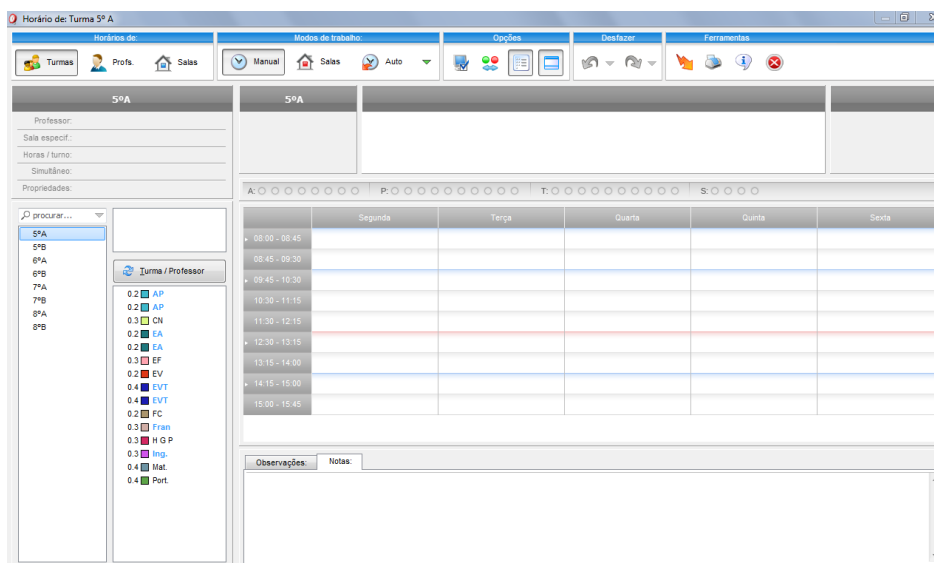 Horário de: Turma 5º A
Horários de:
Modos de trabalho:
Opções
Desfazer
Ferramentas
Turmas
Profs.
Salas
Manual
Salas
Auto
5ºA
Professor:
Sala especif.:
Horas / turno:
Simultâneo:
Propriedades:
5ºA
A:
P:
T:
S:
procurar...
5ºA
5ºB
6ºA
6ºB
7ºA
7ºB
8ºA
8ºB
Turma / Professor
0.2 AP
0.2 AP
0.3 CN
0.2 EA
0.2 EA
0.3 EF
0.2 EV
0.4 EVT
0.4 EVT
0.2 FC
0.3 Fran
0.3 H G P
0.3 Ing.
0.4 Mat.
0.4 Port.
Segunda Terça Quarta Quinta Sexta
08:00 - 08:45
08:45 - 09:30
09:45 - 10:30
10:30 - 11:15
11:30 - 12:15
12:30 - 13:15
13:15 - 14:00
14:15 - 15:00
15:00 - 15:45
Observações:
Notas: